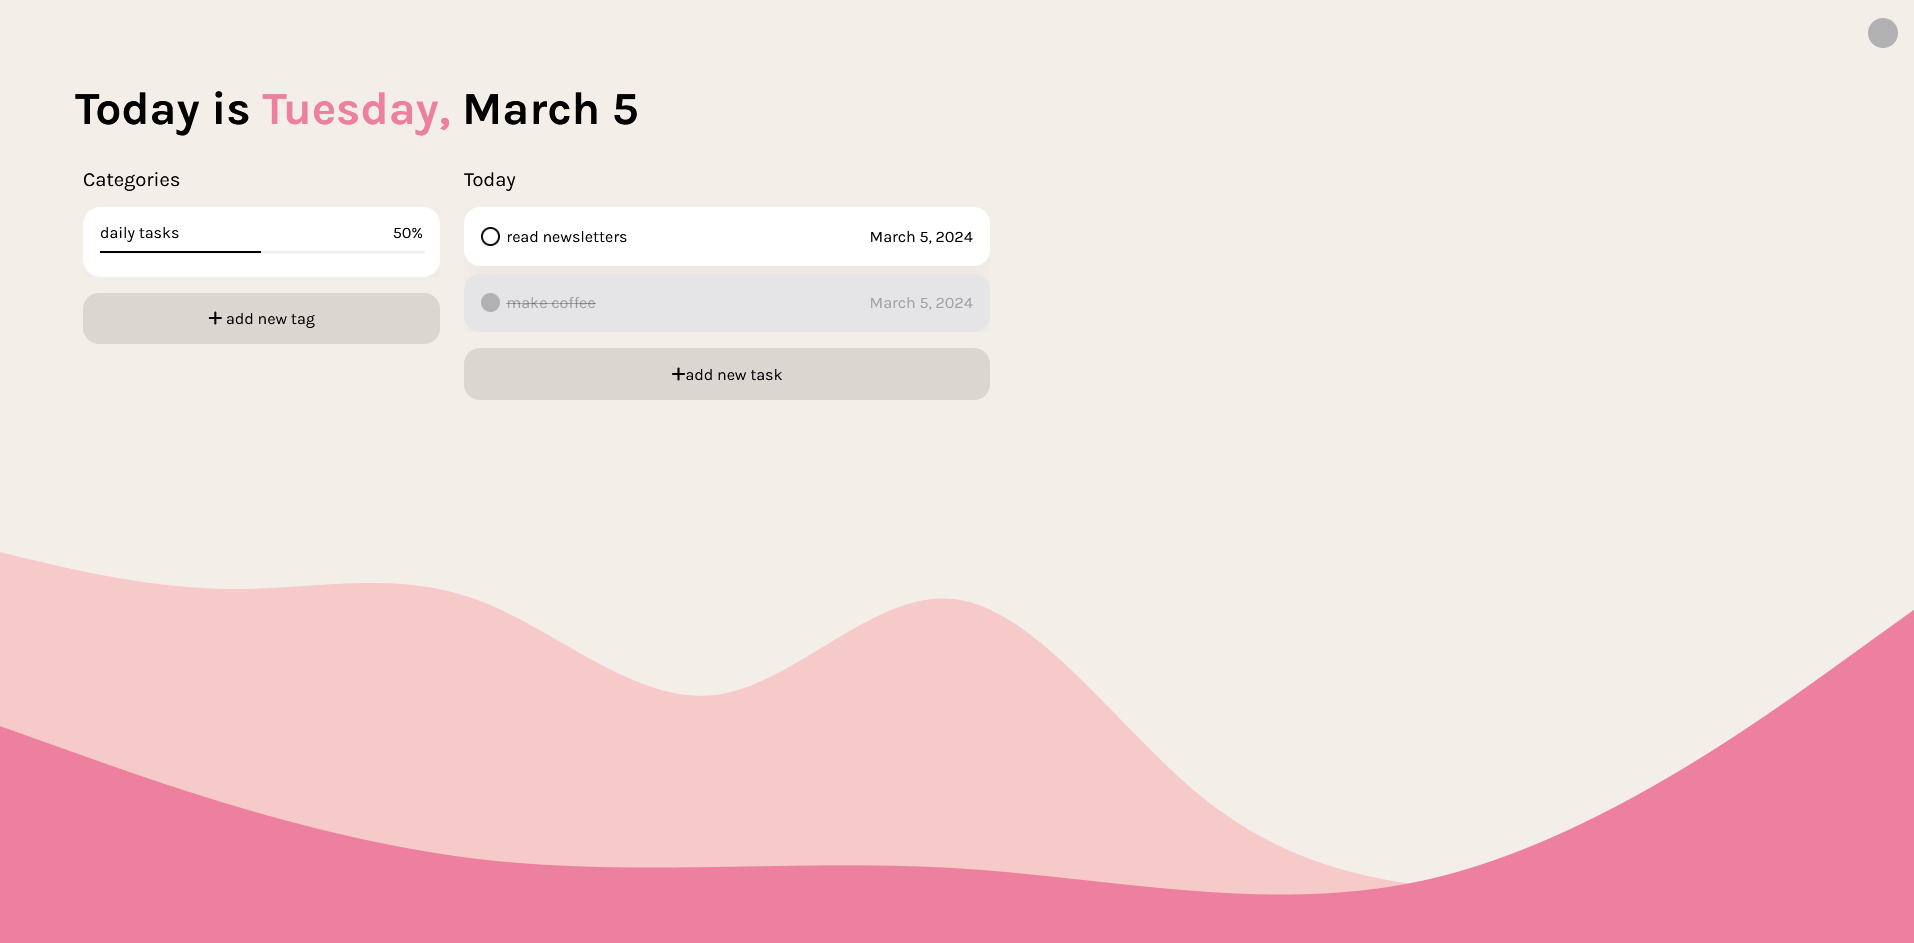 Today is Tuesday, March 5
Categories
daily tasks 50%
+ add new tag
Today
read newsletters March 5, 2024
make coffee March 5, 2024
+add new task